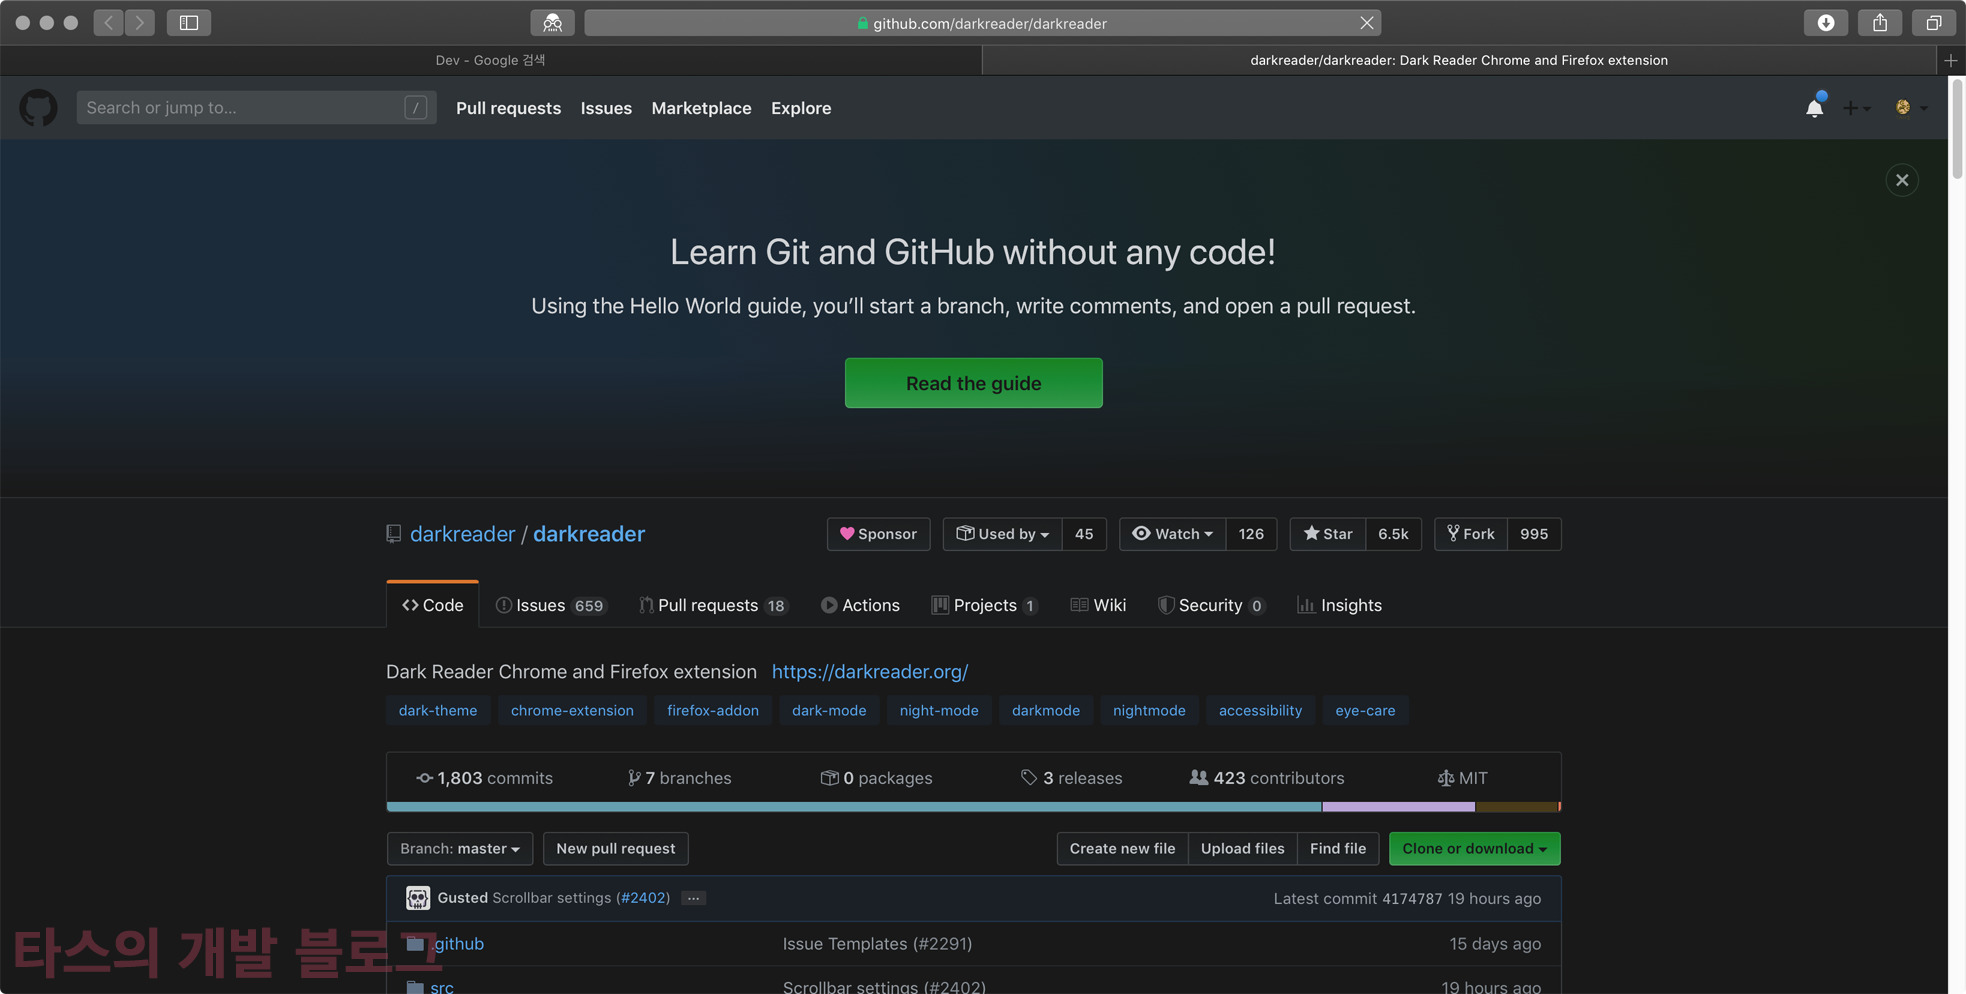 github.com/darkreader/darkreader
Dev - Google 검색
darkreader/darkreader: Dark Reader Chrome and Firefox extension
Search or jump to...
/
Pull requests
Issues
Marketplace
Explore
Learn Git and GitHub without any code!
Using the Hello World guide, you’ll start a branch, write comments, and open a pull request.
Read the guide
darkreader / darkreader
Sponsor
Used by 45
Watch 126
Star 6.5k
Fork 995
Code
Issues 659
Pull requests 18
Actions
Projects 1
Wiki
Security 0
Insights
Dark Reader Chrome and Firefox extension https://darkreader.org/
dark-theme
chrome-extension
firefox-addon
dark-mode
night-mode
darkmode
nightmode
accessibility
eye-care
1,803 commits
7 branches
0 packages
3 releases
423 contributors
MIT
Branch: master
New pull request
Create new file
Upload files
Find file
Clone or download
Gusted Scrollbar settings (#2402) ...
Latest commit 4174787 19 hours ago
.github
Issue Templates (#2291)
15 days ago
src
Scrollbar settings (#2402)
19 hours ago
타스의 개발 블로그